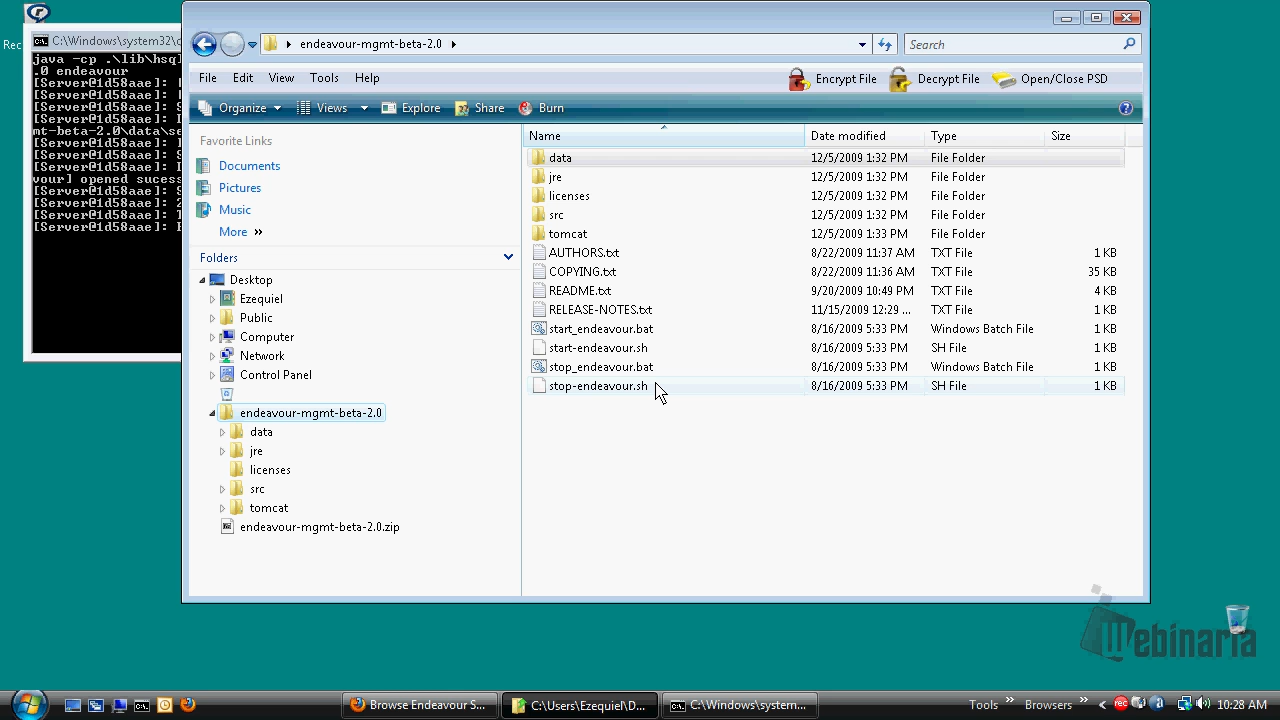 Rec
C:\Windows\system32\c
java -cp .\lib\hsql
.0 endeavour
[Server@1d58aae]:
[Server@1d58aae]:
[Server@1d58aae]: S
[Server@1d58aae]:
mt-beta-2.0\data\se
[Server@1d58aae]:
[Server@1d58aae]: S
[Server@1d58aae]:
vour] opened sucess
[Server@1d58aae]: S
[Server@1d58aae]: 2
[Server@1d58aae]:
[Server@1d58aae]:
endeavour-mgmt-beta-2.0
Search
File Edit View Tools Help
Encrypt File Decrypt File Open/Close PSD
Organize Views Explore Share Burn
Favorite Links
Documents
Pictures
Music
More »
Folders
Desktop
Ezequiel
Public
Computer
Network
Control Panel
endeavour-mgmt-beta-2.0
data
jre
licenses
src
tomcat
endeavour-mgmt-beta-2.0.zip
Name Date modified Type Size
data 12/5/2009 1:32 PM File Folder
jre 12/5/2009 1:32 PM File Folder
licenses 12/5/2009 1:32 PM File Folder
src 12/5/2009 1:32 PM File Folder
tomcat 12/5/2009 1:33 PM File Folder
AUTHORS.txt 8/22/2009 11:37 AM TXT File 1 KB
COPYING.txt 8/22/2009 11:36 AM TXT File 35 KB
README.txt 9/20/2009 10:49 PM TXT File 4 KB
RELEASE-NOTES.txt 11/15/2009 12:29 ... TXT File 1 KB
start_endeavour.bat 8/16/2009 5:33 PM Windows Batch File 1 KB
start-endeavour.sh 8/16/2009 5:33 PM SH File 1 KB
stop_endeavour.bat 8/16/2009 5:33 PM Windows Batch File 1 KB
stop-endeavour.sh 8/16/2009 5:33 PM SH File 1 KB
Webinaria
Browse Endeavour S... C:\Users\Ezequiel\D... C:\Windows\system... Tools » Browsers » 10:28 AM